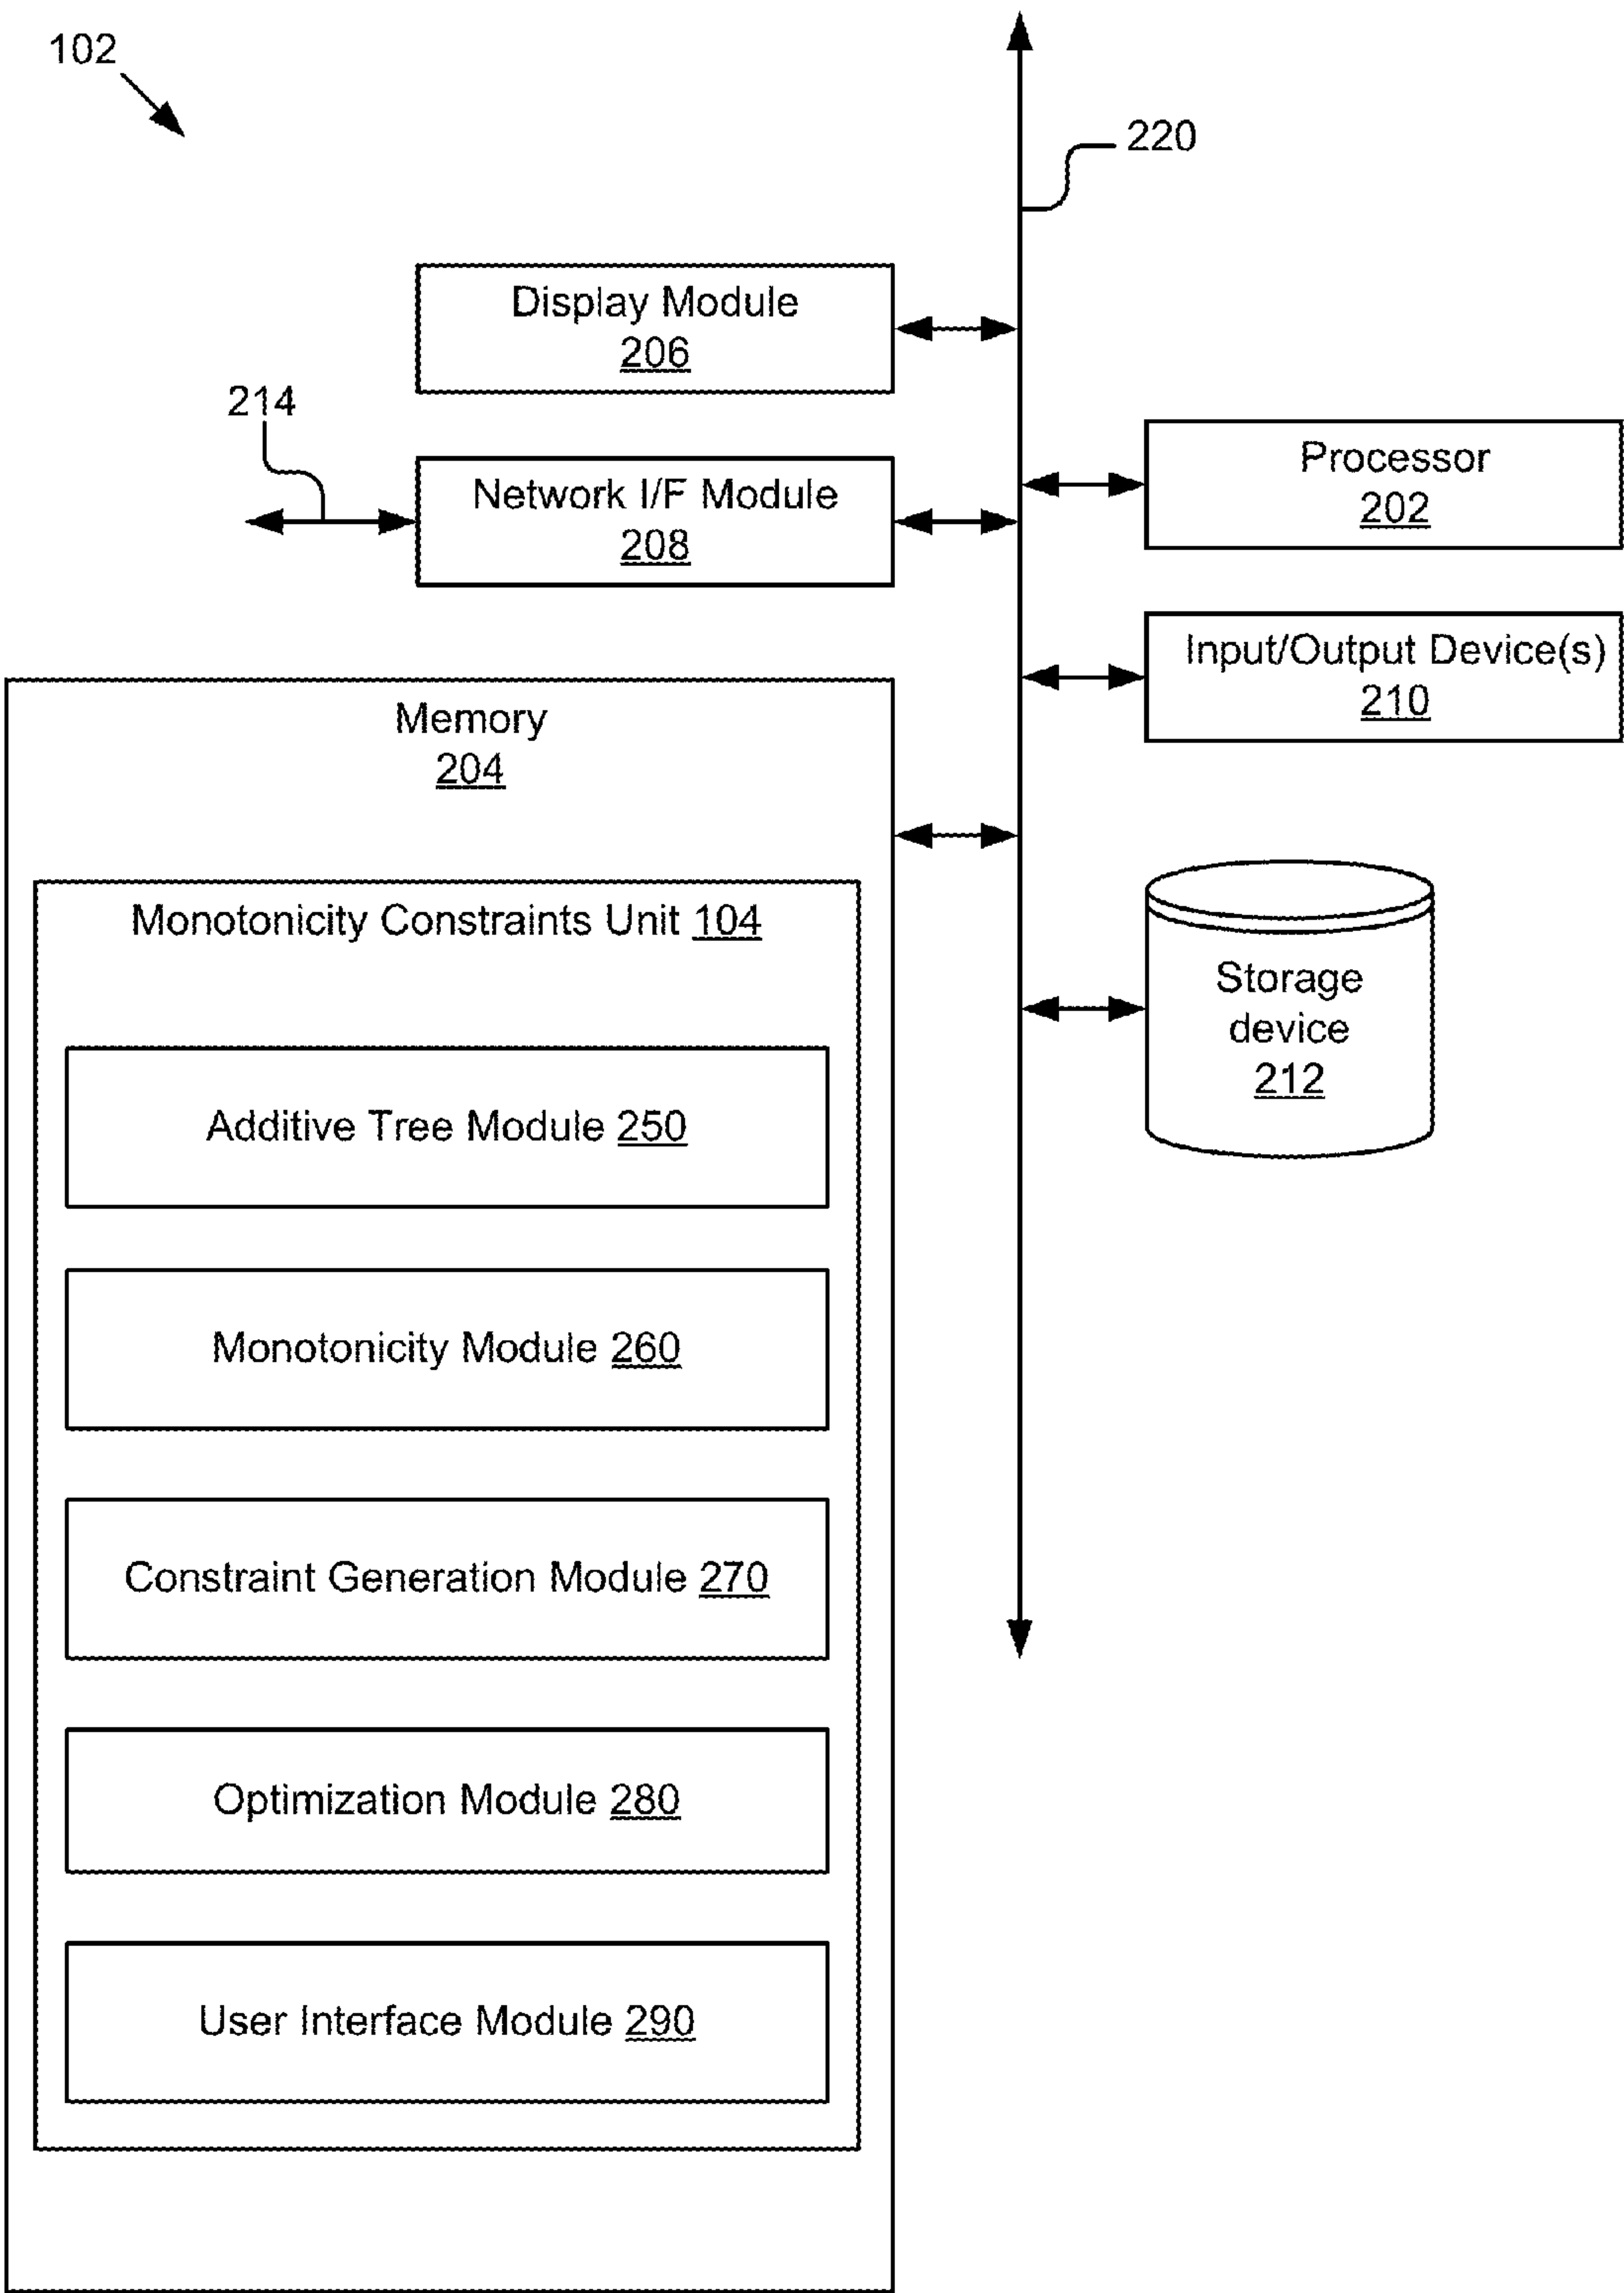 102
220
Display Module
206
214
Network I/F Module
208
Processor
202
Input/Output Device(s)
210
Memory
204
Monotonicity Constraints Unit 104
Storage
device
212
Additive Tree Module 250
Monotonicity Module 260
Constraint Generation Module 270
Optimization Module 280
User Interface Module 290